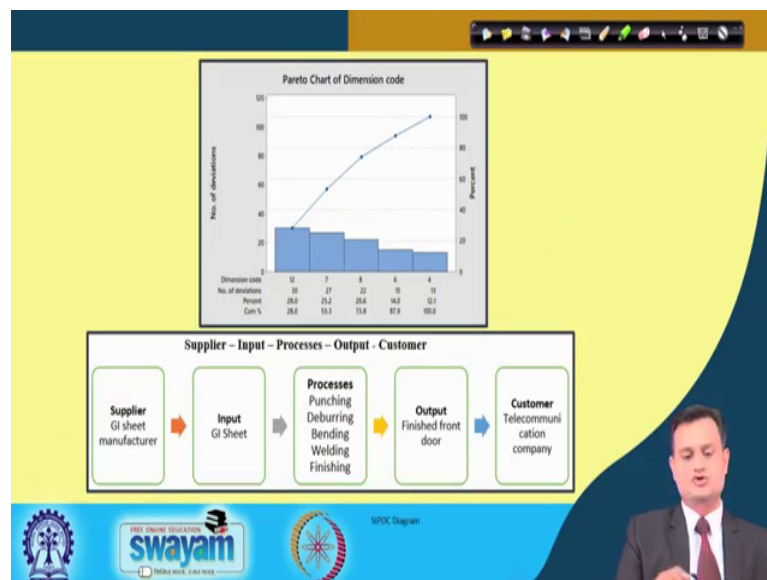 Pareto Chart of Dimension code
120
100
80
60
40
20
0
100
80
60
40
20
0
No. of deviations
Percent
Dimension code 12 7 8 6 4
No. of deviations 30 27 22 15 13
Percent 28.0 25.2 20.6 14.0 12.1
Cum % 28.0 53.3 73.8 87.9 100.0
Supplier – Input – Processes – Output - Customer
Supplier
GI sheet
manufacturer
Input
GI Sheet
Processes
Punching
Deburring
Bending
Welding
Finishing
Output
Finished front
door
Customer
Telecommuni
cation
company
FREE ONLINE EDUCATION
swayam
SIPOC Diagram